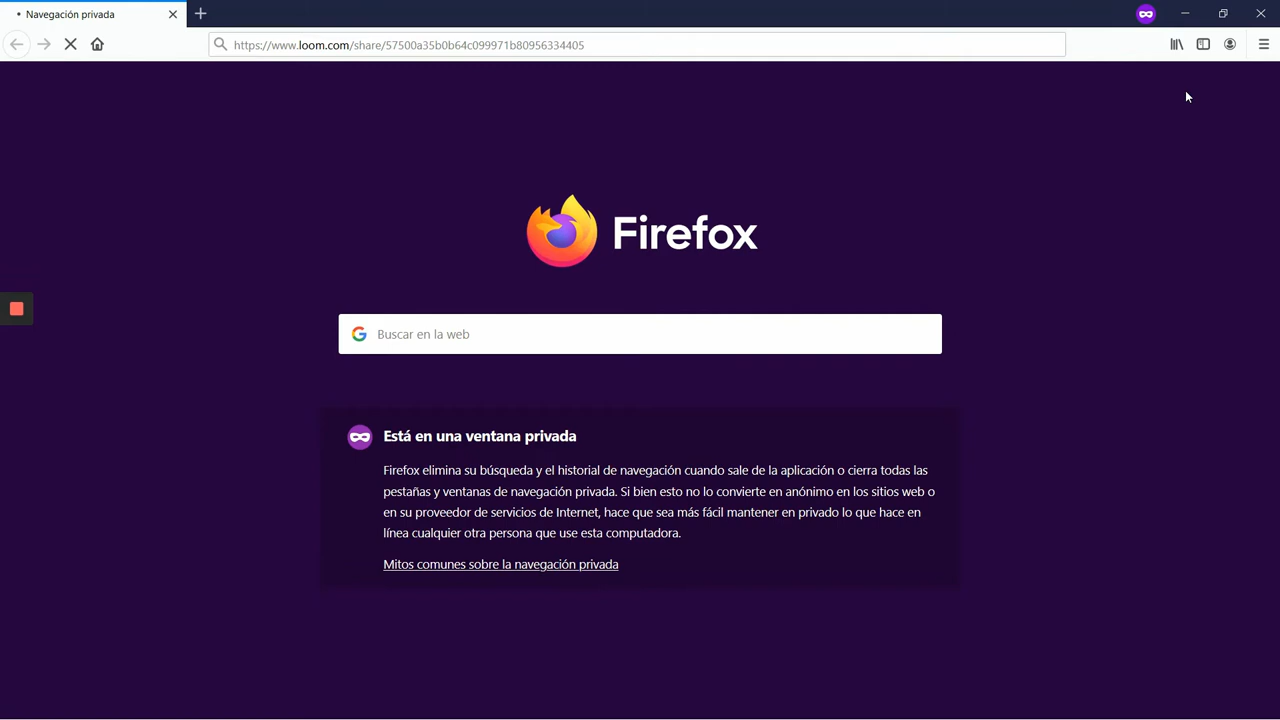 Navegación privada
https://www.loom.com/share/57500a35b0b64c099971b80956334405
Firefox
Buscar en la web
Está en una ventana privada
Firefox elimina su búsqueda y el historial de navegación cuando sale de la aplicación o cierra todas las
pestañas y ventanas de navegación privada. Si bien esto no lo convierte en anónimo en los sitios web o
en su proveedor de servicios de Internet, hace que sea más fácil mantener en privado lo que hace en
línea cualquier otra persona que use esta computadora.
Mitos comunes sobre la navegación privada